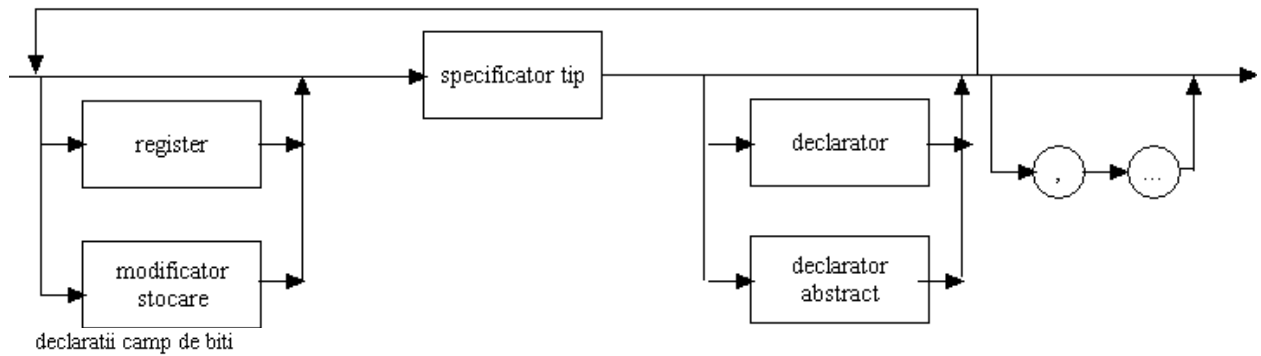 specificator tip
register
declarator
, ...
modificator
stocare
declarator
abstract
declaratii camp de biti